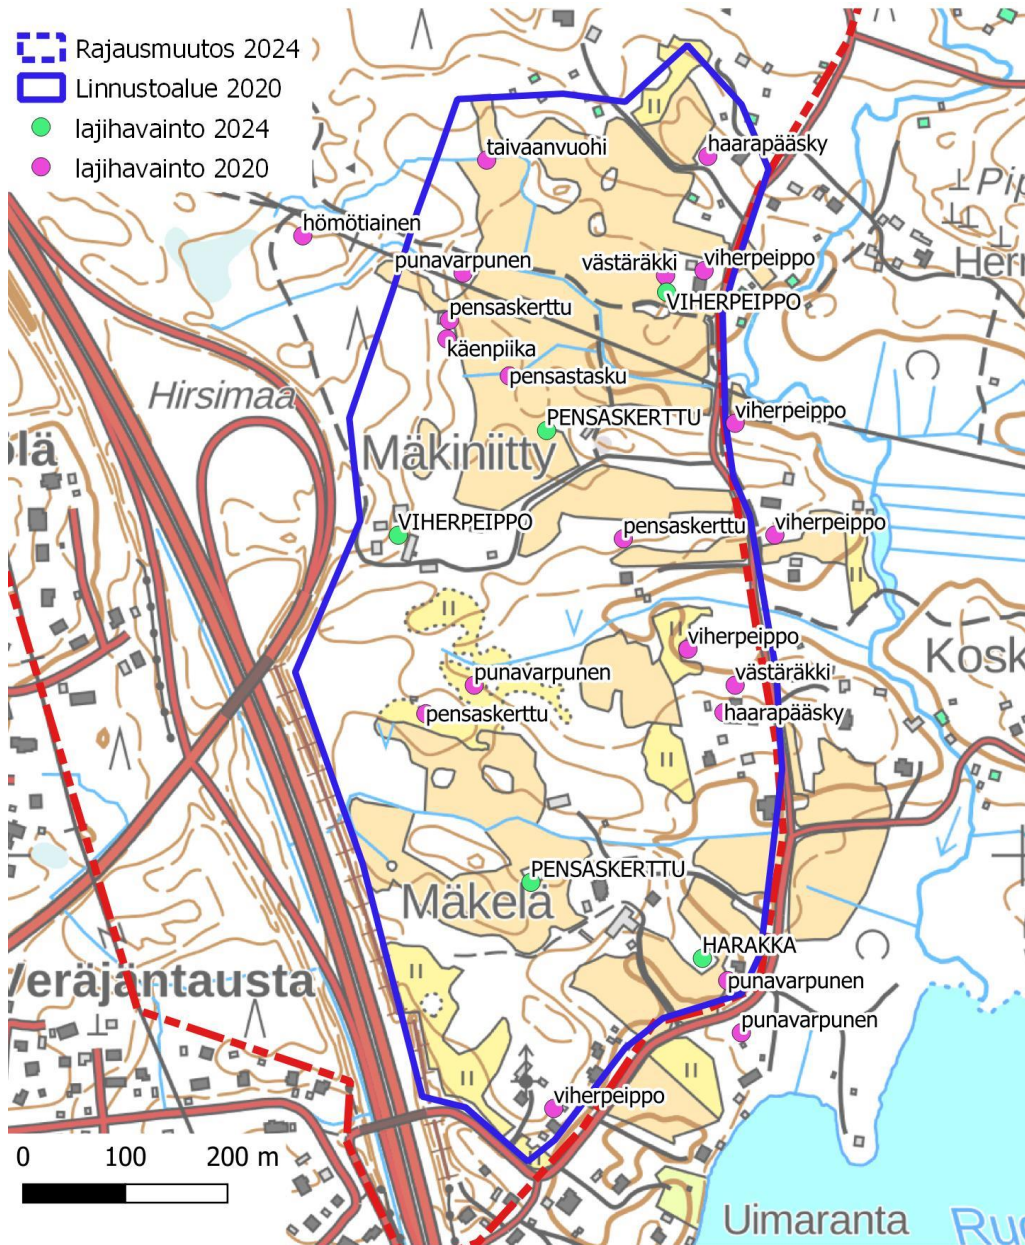 Rajausmuutos 2024
Linnustoalue 2020
lajihavainto 2024
lajihavainto 2020
taivaanvuohi
haarapääsky
hömötiainen
punavarpunen
västäräkki
viherpeippo
VIHERPEIPPO
pensaskerttu
käenpiika
pensastasku
Hirsimaa
PENSASKERTTU
viherpeippo
Mäkiniitty
VIHERPEIPPO
pensaskerttu
viherpeippo
viherpeippo
Kosk
punavarpunen
västäräkki
pensaskerttu
haarapääsky
PENSASKERTTU
Mäkelä
HARAKKA
Veräjäntausta
punavarpunen
punavarpunen
viherpeippo
0 100 200 m
Uimaranta